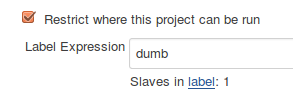 Restrict where this project can be run
Label Expression dumb
Slaves in label: 1